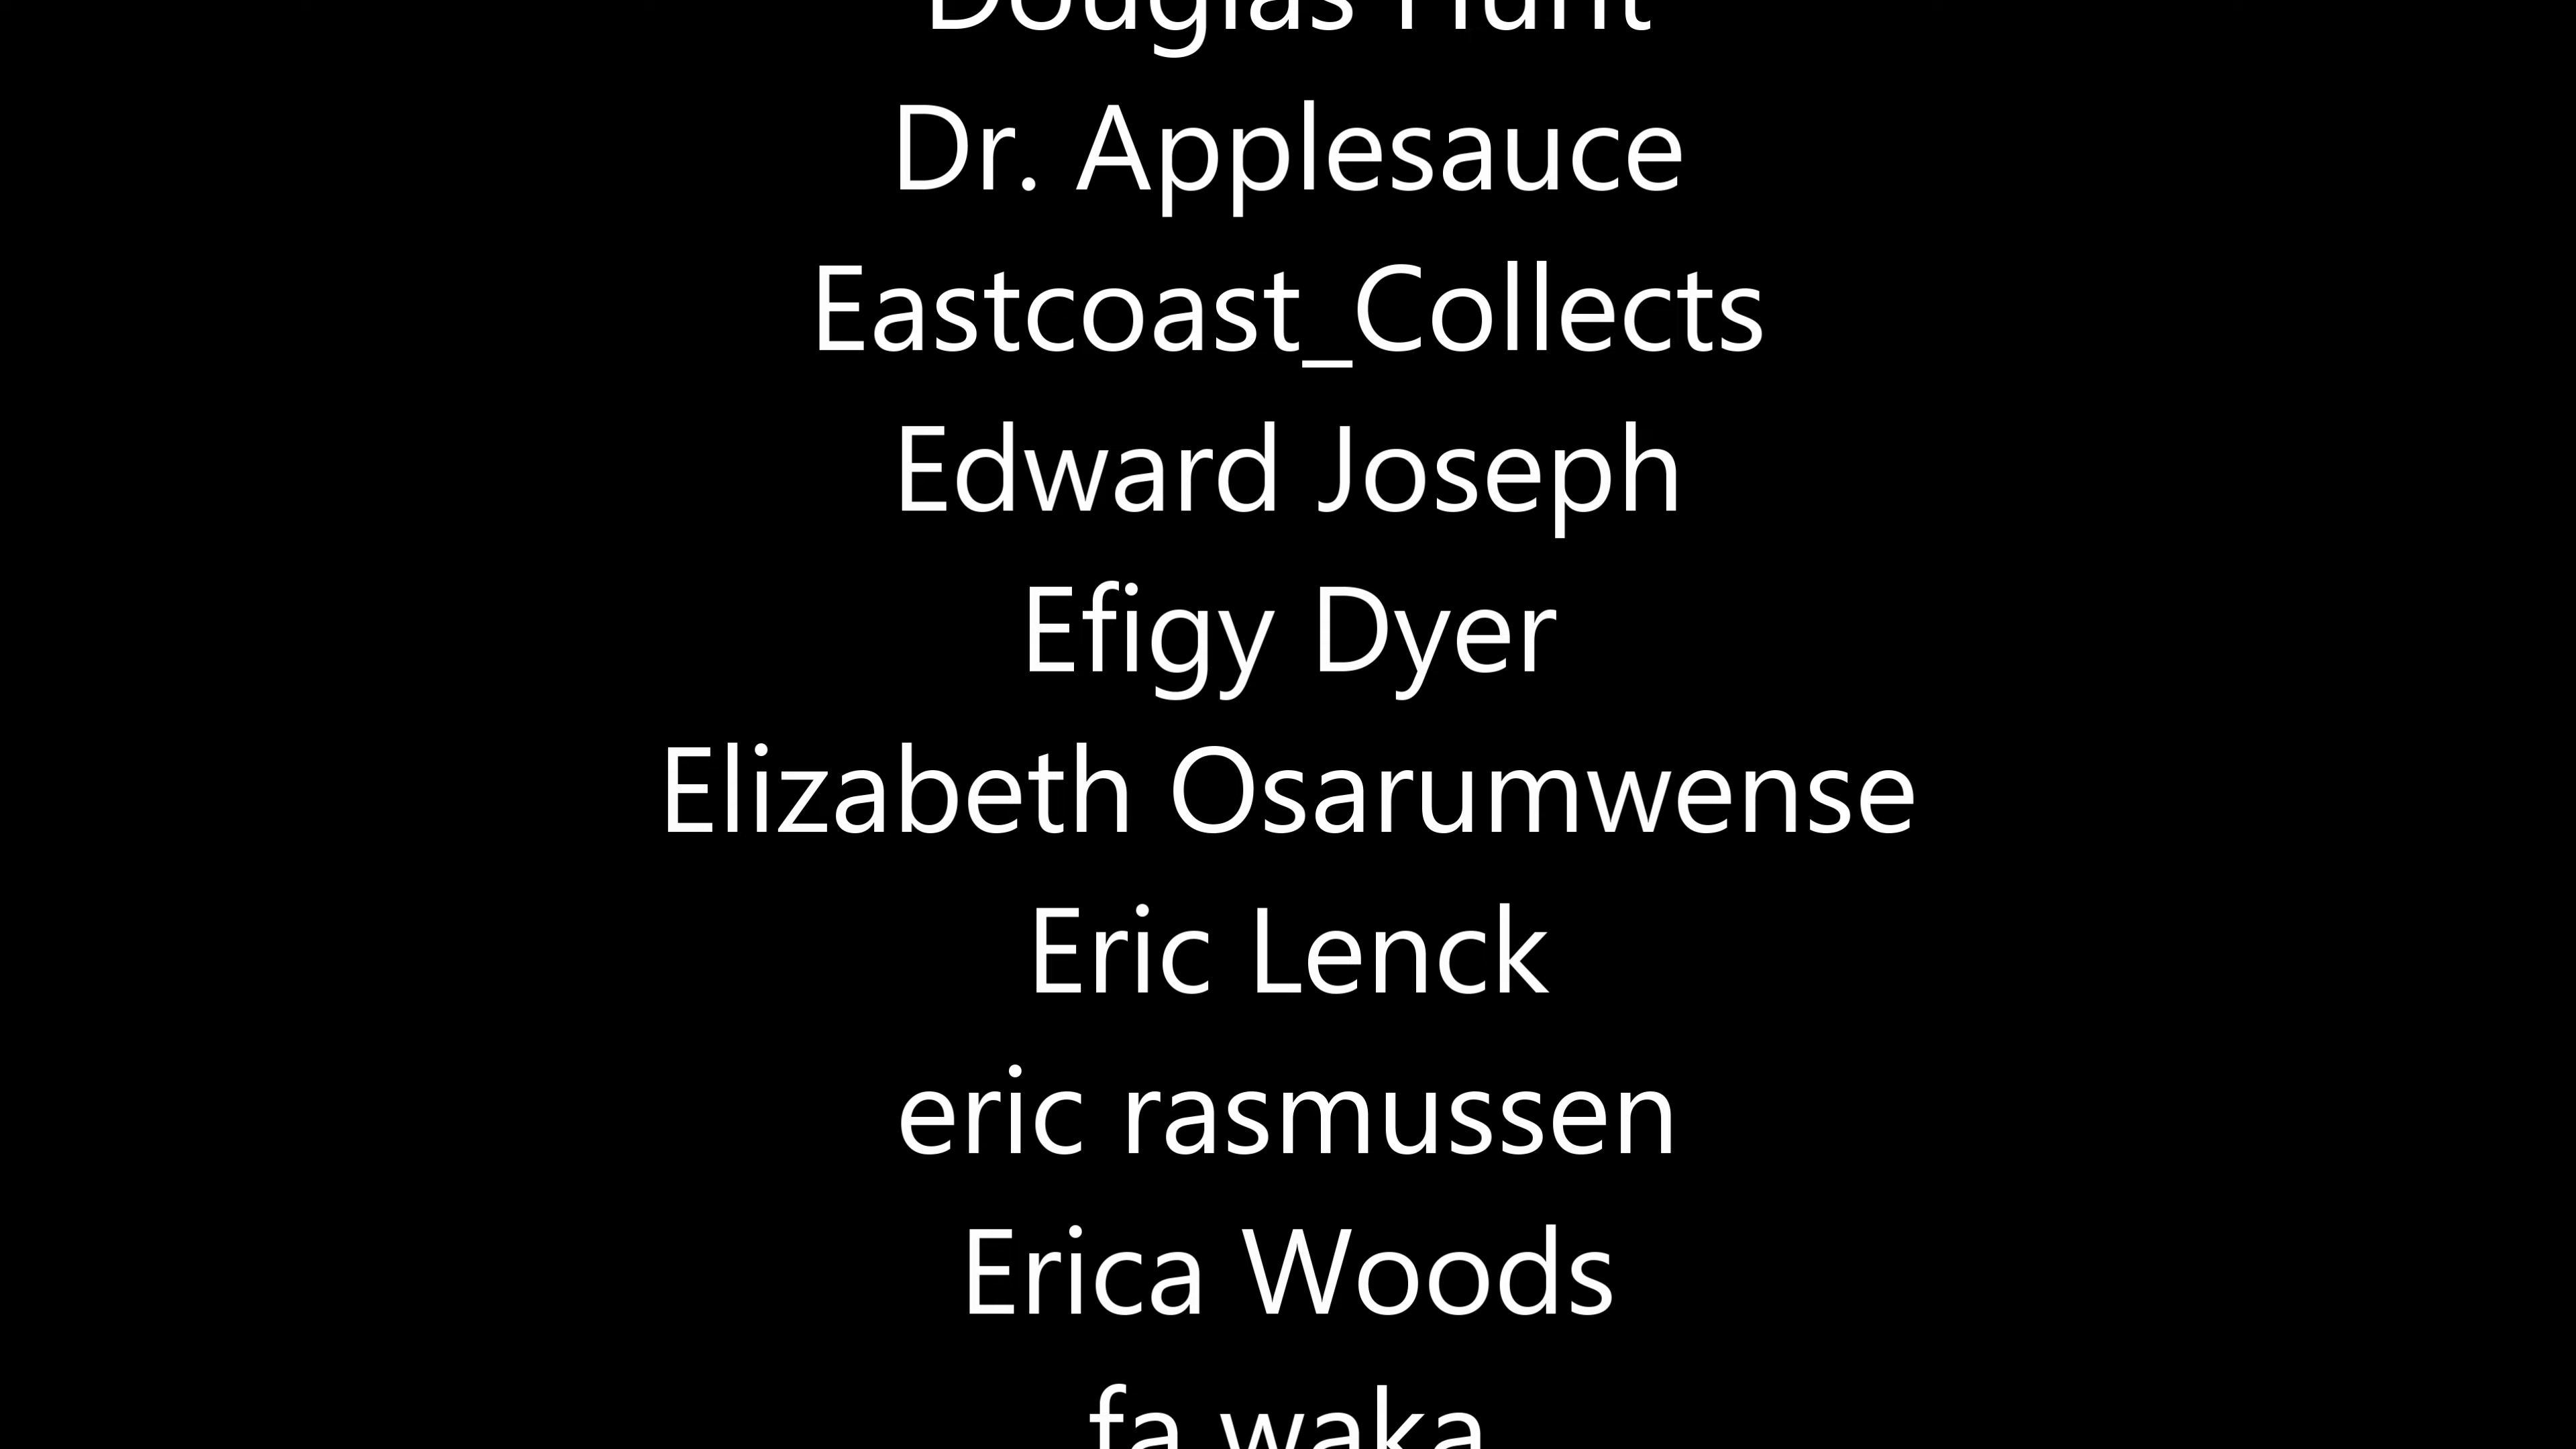 Douglas Hunt
Dr. Applesauce
Eastcoast_Collects
Edward Joseph
Efigy Dyer
Elizabeth Osarumwense
Eric Lenck
eric rasmussen
Erica Woods
fa waka